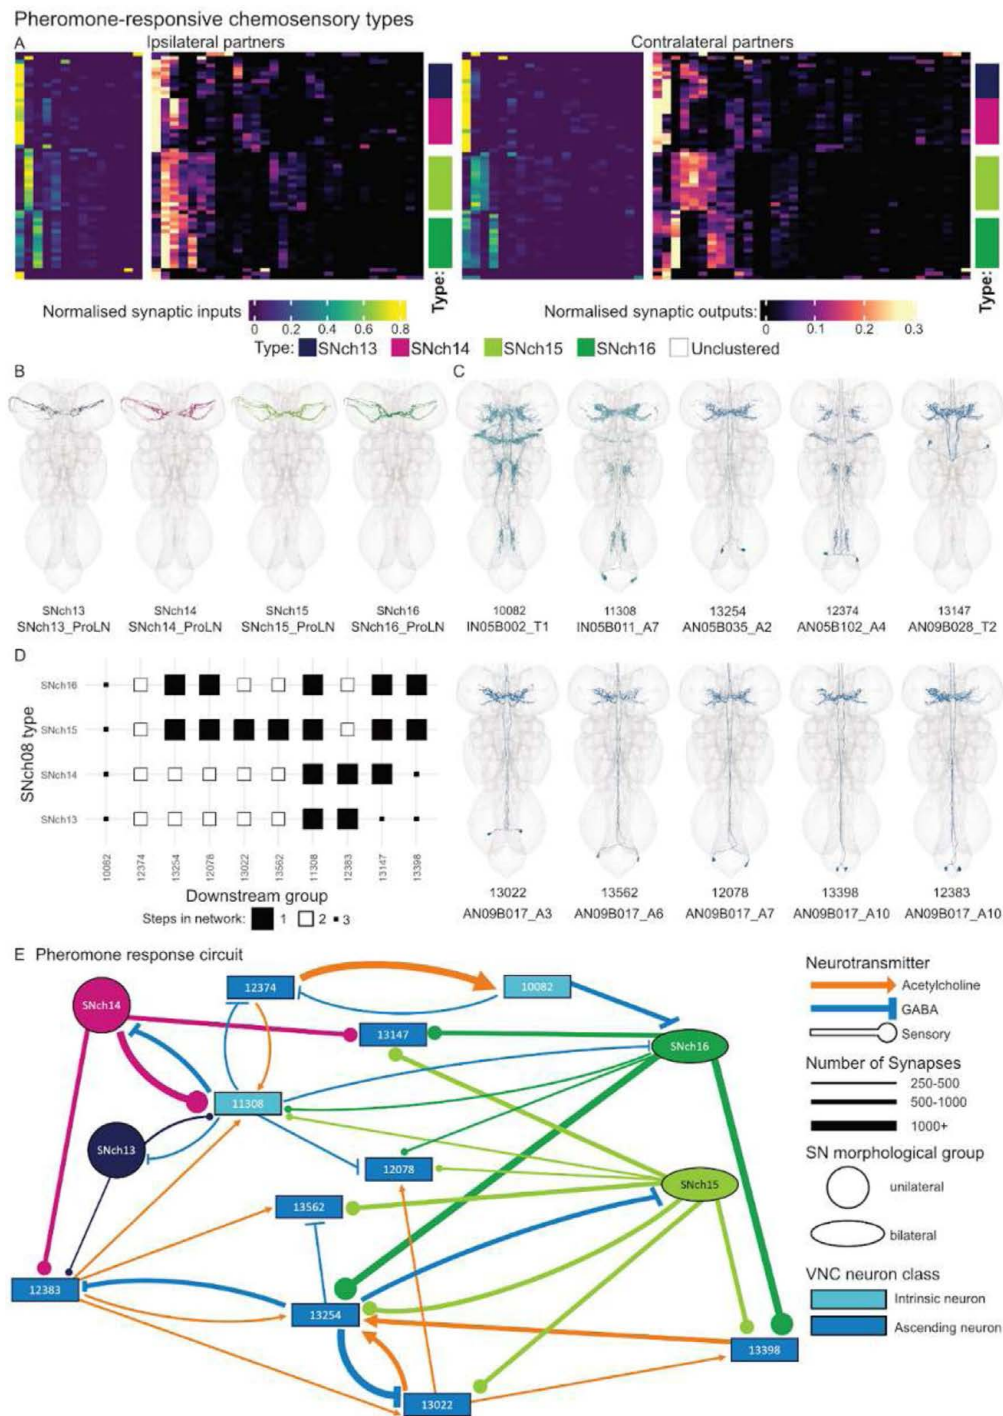 Pheromone-responsive chemosensory types
A
Ipsilateral partners
Contralateral partners
Type:
Type:
Normalised synaptic inputs
0 0.2 0.4 0.6 0.8
Normalised synaptic outputs:
0 0.1 0.2 0.3
Type: SNch13 SNch14 SNch15 SNch16 Unclustered
B
SNch13
SNch13_ProLN
SNch14
SNch14_ProLN
SNch15
SNch15_ProLN
SNch16
SNch16_ProLN
C
10082
IN05B002_T1
11308
IN05B011_A7
13254
AN05B035_A2
12374
AN05B102_A4
13147
AN09B028_T2
13022
AN09B017_A3
13562
AN09B017_A6
12078
AN09B017_A7
13398
AN09B017_A10
12383
AN09B017_A10
D
SNch08 type
SNch16
SNch15
SNch14
SNch13
10082
12374
13254
12078
13022
13562
11308
12383
13147
13398
Downstream group
Steps in network: 1 2 3
E Pheromone response circuit
SNch14
12374
10082
13147
SNch16
11308
SNch13
12078
SNch15
13562
12383
13254
13398
13022
Neurotransmitter
Acetylcholine
GABA
Sensory
Number of Synapses
250-500
500-1000
1000+
SN morphological group
unilateral
bilateral
VNC neuron class
Intrinsic neuron
Ascending neuron